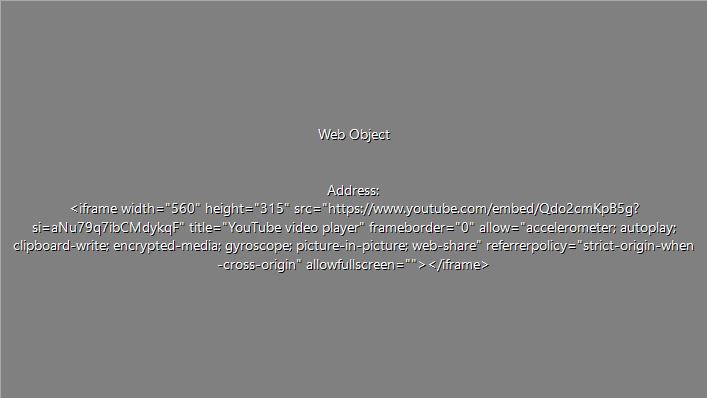 Web Object
Address:
<iframe width="560" height="315" src="https://www.youtube.com/embed/Qdo2cmKpB5g?
si=aNu79q7ibCMdykqF" title="YouTube video player" frameborder="0" allow="accelerometer; autoplay;
clipboard-write; encrypted-media; gyroscope; picture-in-picture; web-share" referrerpolicy="strict-origin-when
-cross-origin" allowfullscreen=""></iframe>